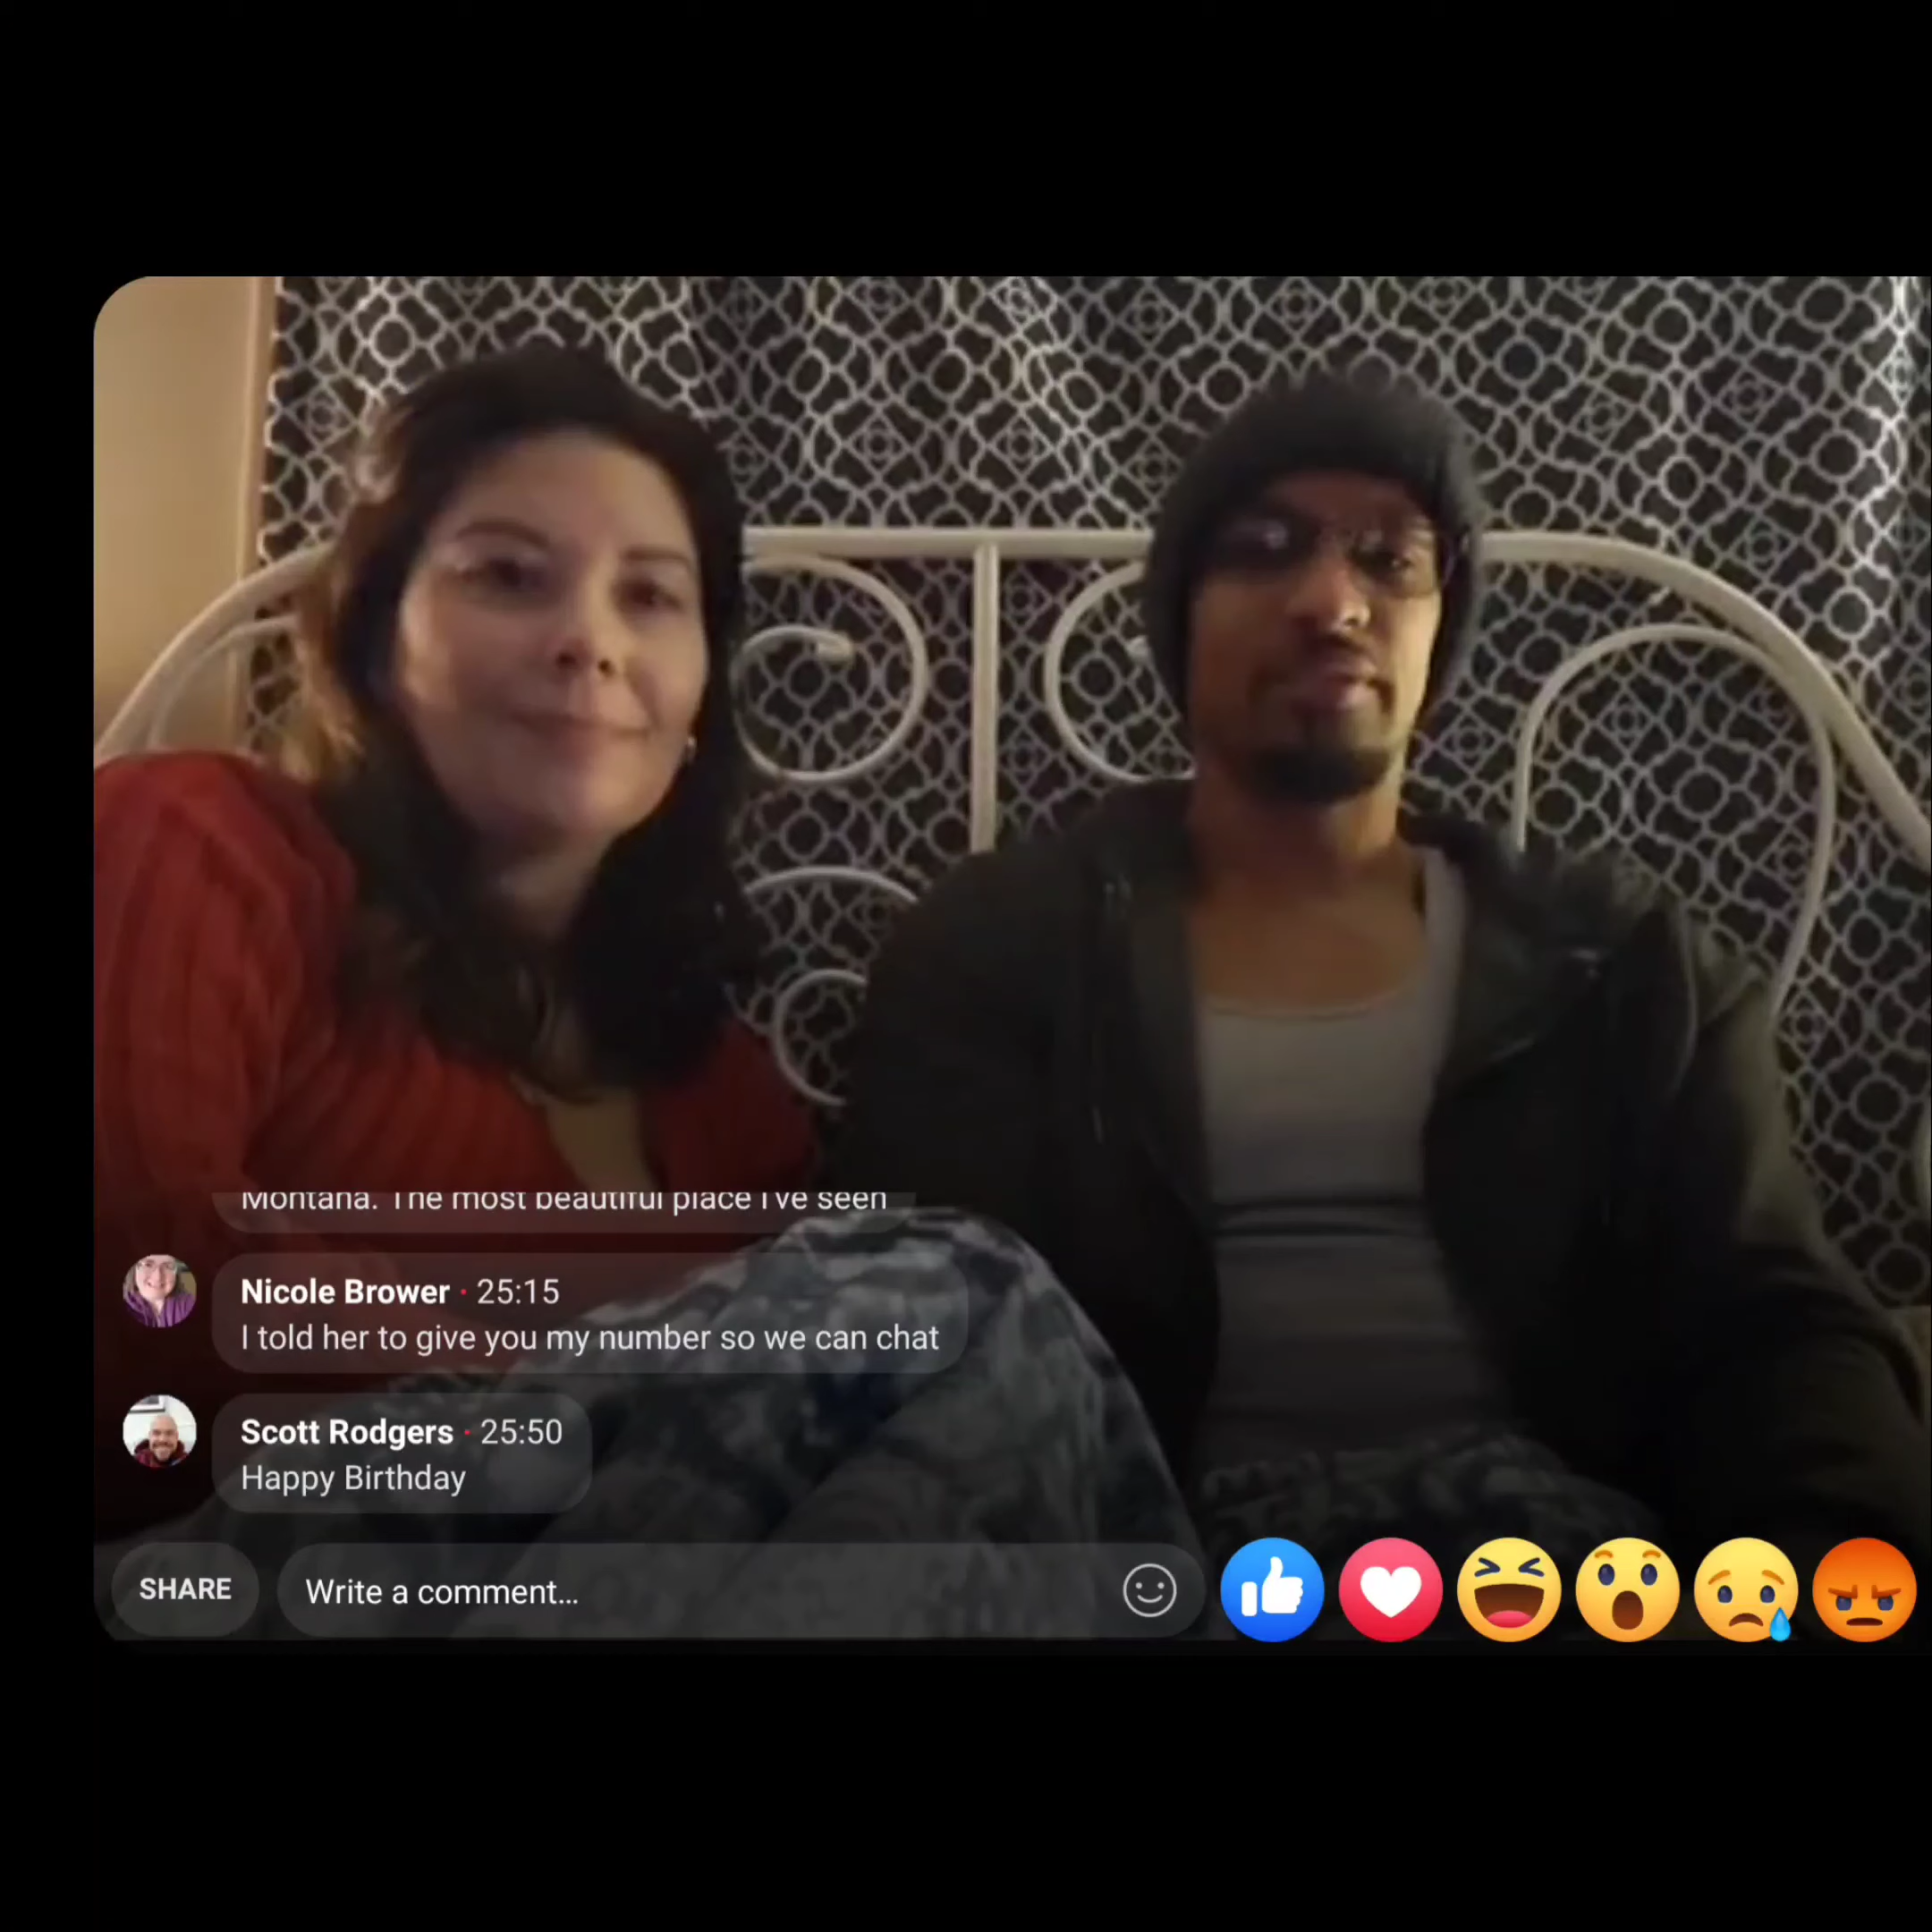 Montana. The most beautiful place I've seen
Nicole Brower · 25:15
I told her to give you my number so we can chat
Scott Rodgers · 25:50
Happy Birthday
SHARE
Write a comment...